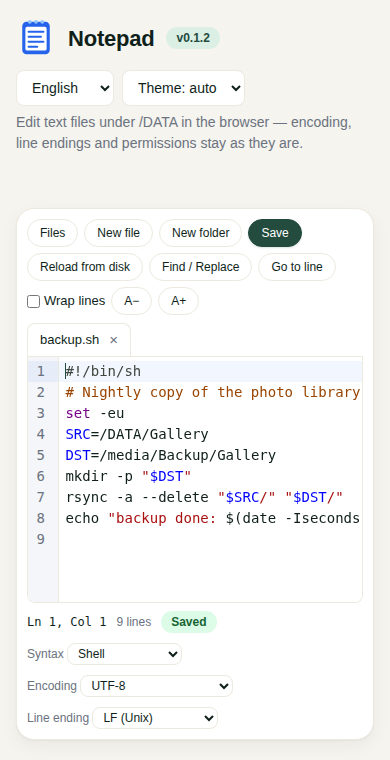 Notepad v0.1.2
English Theme: auto
Edit text files under /DATA in the browser — encoding,
line endings and permissions stay as they are.
Files New file New folder Save
Reload from disk Find / Replace Go to line
Wrap lines A− A+
backup.sh ×
1 #!/bin/sh
2 # Nightly copy of the photo library
3 set -eu
4 SRC=/DATA/Gallery
5 DST=/media/Backup/Gallery
6 mkdir -p "$DST"
7 rsync -a --delete "$SRC/" "$DST/"
8 echo "backup done: $(date -Iseconds
9
Ln 1, Col 1 9 lines Saved
Syntax Shell
Encoding UTF-8
Line ending LF (Unix)